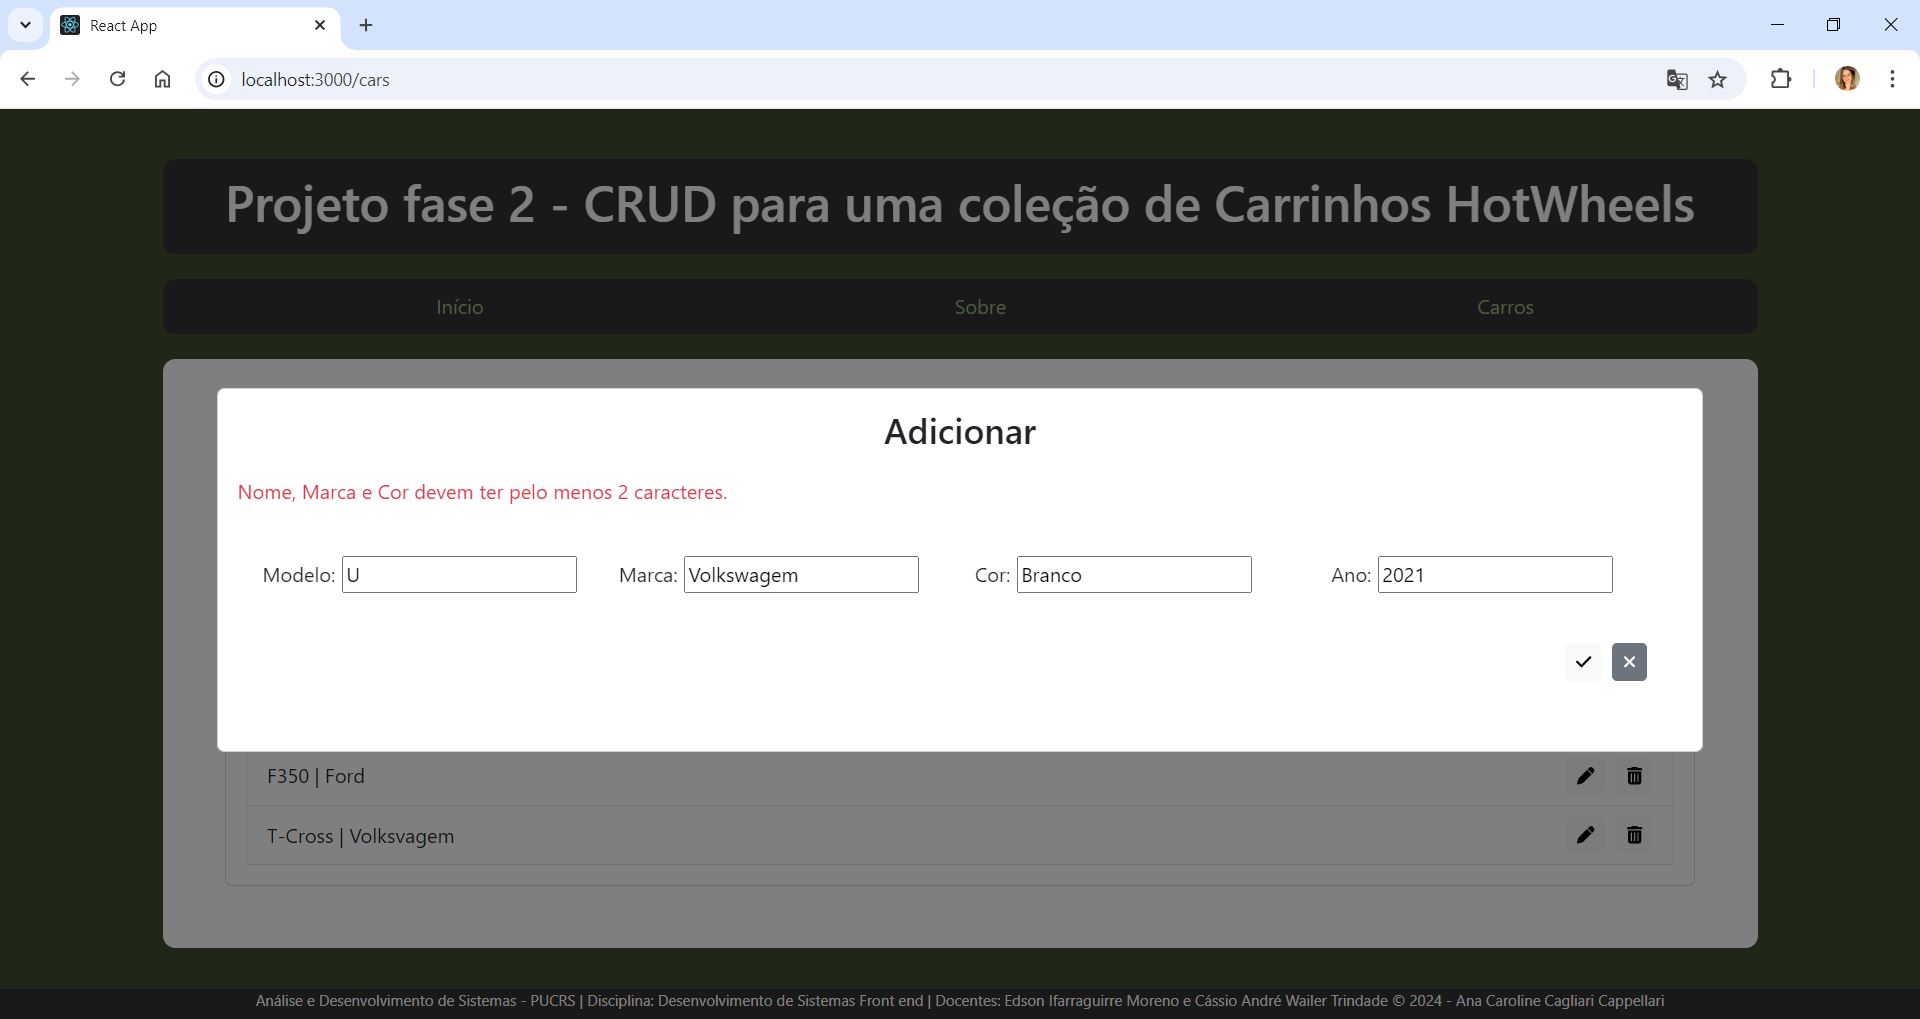 React App
localhost:3000/cars
Projeto fase 2 - CRUD para uma coleção de Carrinhos HotWheels
Início Sobre Carros
Adicionar
Nome, Marca e Cor devem ter pelo menos 2 caracteres.
Modelo: U Marca: Volkswagem Cor: Branco Ano: 2021
F350 | Ford
T-Cross | Volksvagem
Análise e Desenvolvimento de Sistemas - PUCRS | Disciplina: Desenvolvimento de Sistemas Front end | Docentes: Edson Ifarraguirre Moreno e Cássio André Wailer Trindade © 2024 - Ana Caroline Cagliari Cappellari